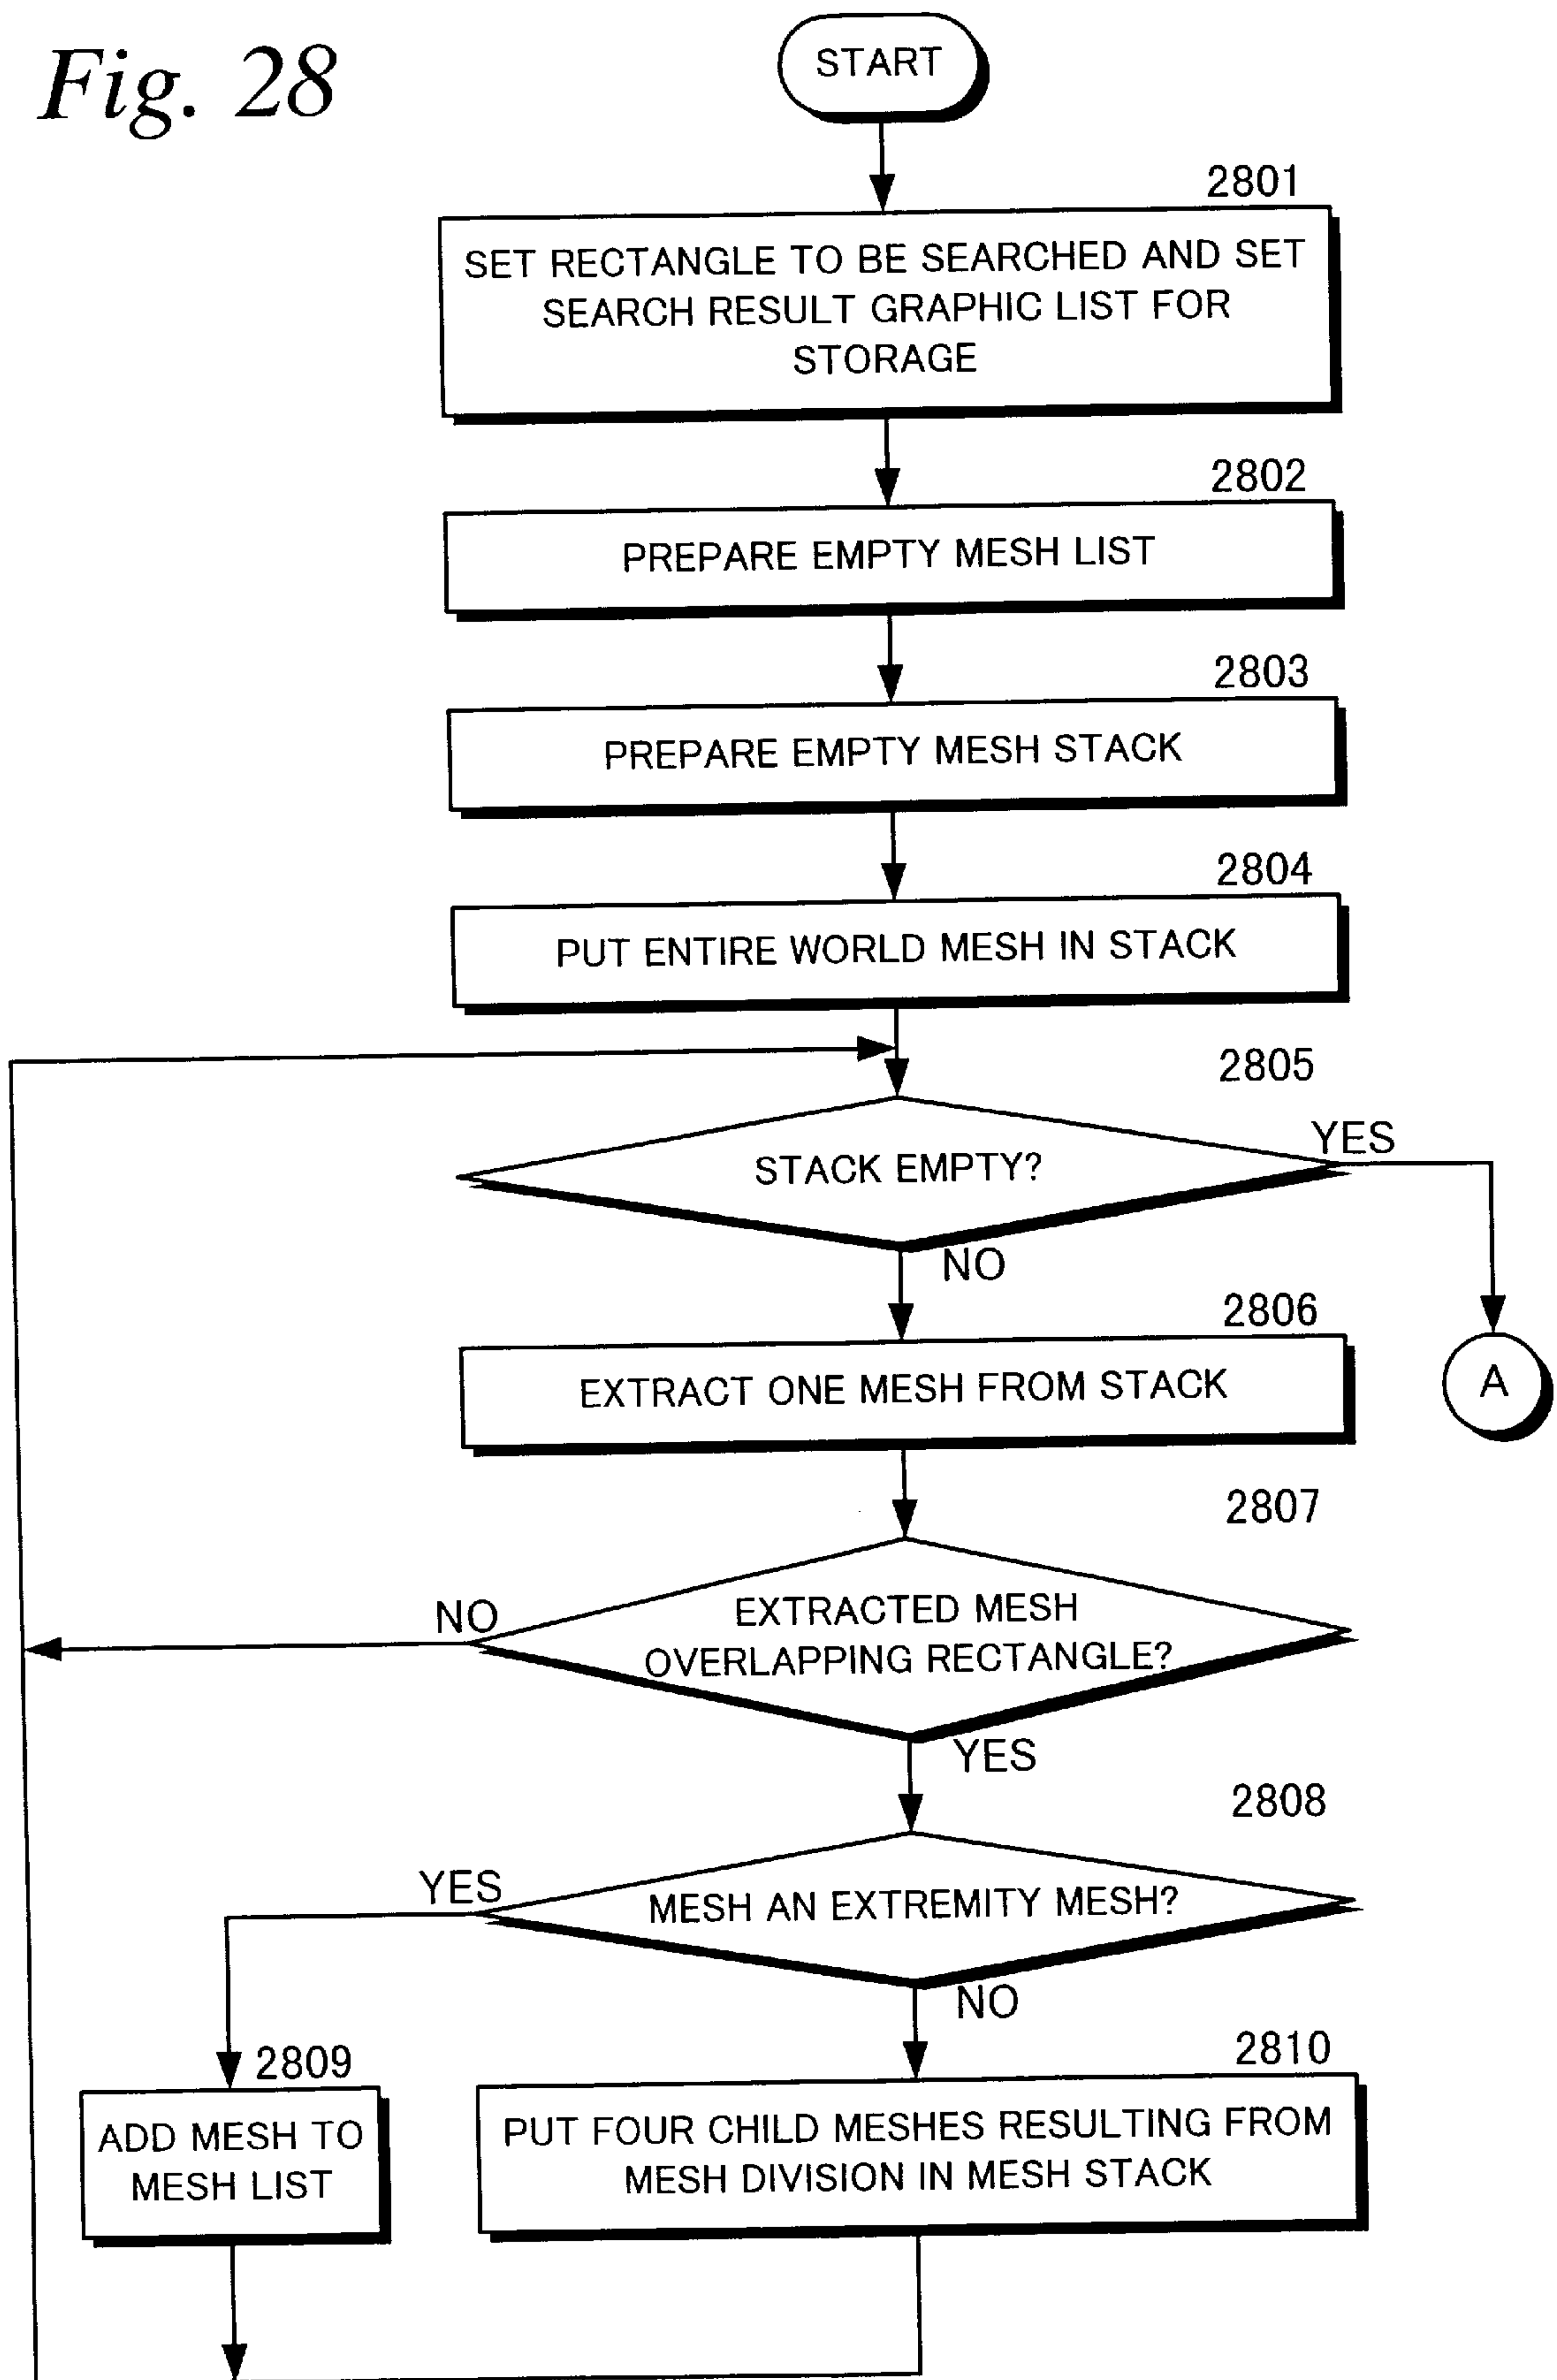 Fig. 28
START
2801
SET RECTANGLE TO BE SEARCHED AND SET
SEARCH RESULT GRAPHIC LIST FOR
STORAGE
2802
PREPARE EMPTY MESH LIST
2803
PREPARE EMPTY MESH STACK
2804
PUT ENTIRE WORLD MESH IN STACK
2805
YES
STACK EMPTY?
NO
2806
EXTRACT ONE MESH FROM STACK
A
2807
NO
EXTRACTED MESH
OVERLAPPING RECTANGLE?
YES
2808
YES
MESH AN EXTREMITY MESH?
NO
2809
ADD MESH TO
MESH LIST
2810
PUT FOUR CHILD MESHES RESULTING FROM
MESH DIVISION IN MESH STACK